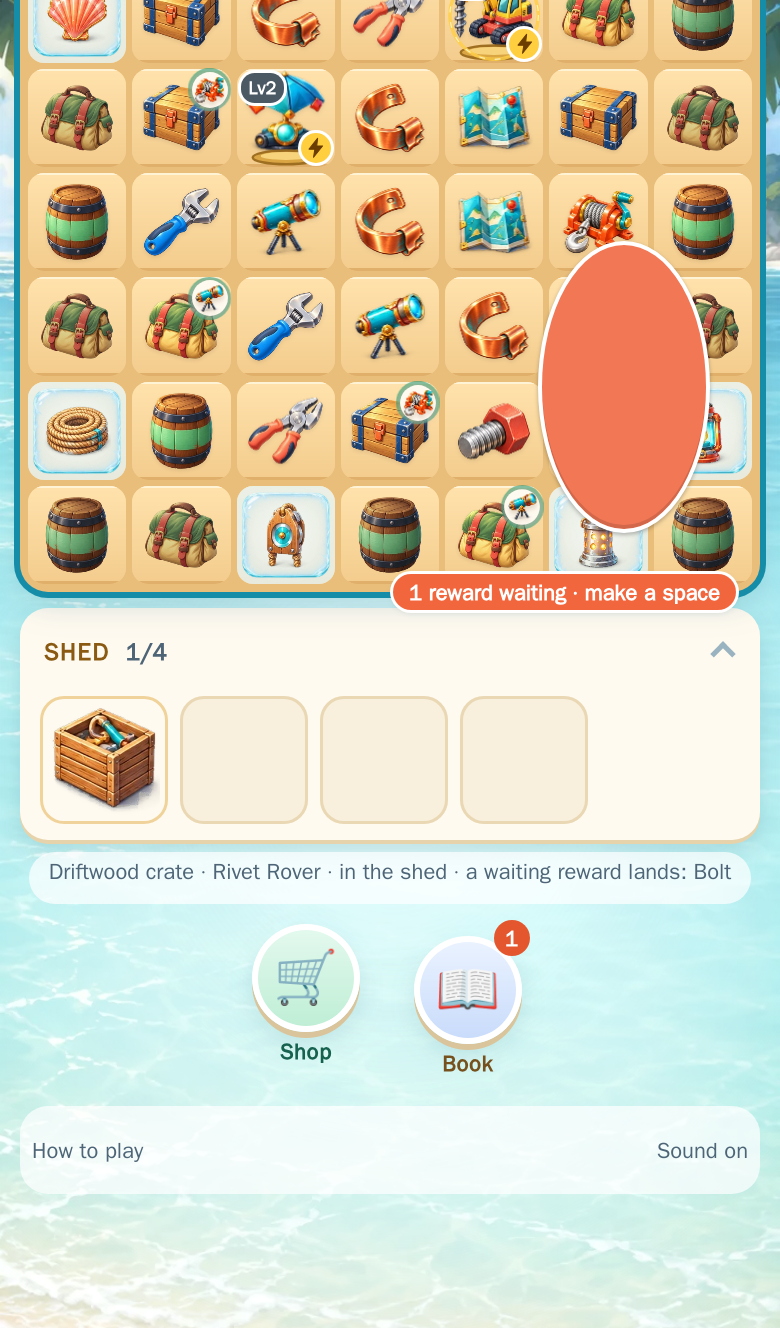 Lv2
1 reward waiting · make a space
SHED 1/4
Driftwood crate · Rivet Rover · in the shed · a waiting reward lands: Bolt
1
Shop
Book
How to play
Sound on